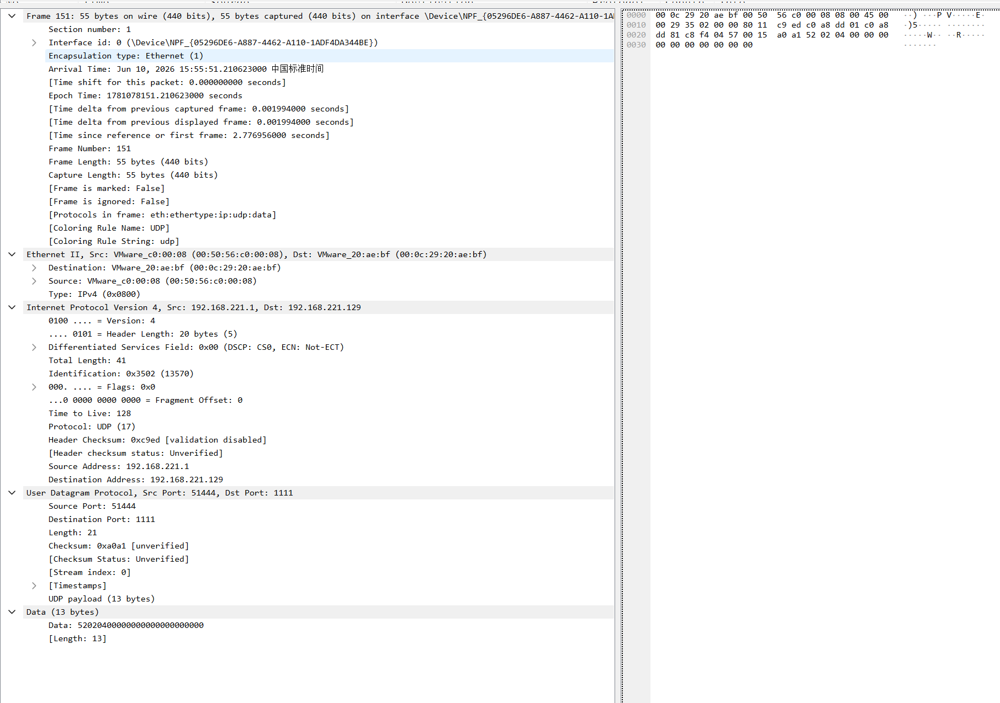 Frame 151: 55 bytes on wire (440 bits), 55 bytes captured (440 bits) on interface \Device\NPF_{05296DE6-A887-4462-A110-1A
Section number: 1
Interface id: 0 (\Device\NPF_{05296DE6-A887-4462-A110-1ADF4DA344BE})
Encapsulation type: Ethernet (1)
Arrival Time: Jun 10, 2026 15:55:51.210623000 中国标准时间
[Time shift for this packet: 0.000000000 seconds]
Epoch Time: 1781078151.210623000 seconds
[Time delta from previous captured frame: 0.001994000 seconds]
[Time delta from previous displayed frame: 0.001994000 seconds]
[Time since reference or first frame: 2.776956000 seconds]
Frame Number: 151
Frame Length: 55 bytes (440 bits)
Capture Length: 55 bytes (440 bits)
[Frame is marked: False]
[Frame is ignored: False]
[Protocols in frame: eth:ethertype:ip:udp:data]
[Coloring Rule Name: UDP]
[Coloring Rule String: udp]
Ethernet II, Src: VMware_c0:00:08 (00:50:56:c0:00:08), Dst: VMware_20:ae:bf (00:0c:29:20:ae:bf)
Destination: VMware_20:ae:bf (00:0c:29:20:ae:bf)
Source: VMware_c0:00:08 (00:50:56:c0:00:08)
Type: IPv4 (0x0800)
Internet Protocol Version 4, Src: 192.168.221.1, Dst: 192.168.221.129
0100 .... = Version: 4
.... 0101 = Header Length: 20 bytes (5)
Differentiated Services Field: 0x00 (DSCP: CS0, ECN: Not-ECT)
Total Length: 41
Identification: 0x3502 (13570)
000. .... = Flags: 0x0
...0 0000 0000 0000 = Fragment Offset: 0
Time to Live: 128
Protocol: UDP (17)
Header Checksum: 0xc9ed [validation disabled]
[Header checksum status: Unverified]
Source Address: 192.168.221.1
Destination Address: 192.168.221.129
User Datagram Protocol, Src Port: 51444, Dst Port: 1111
Source Port: 51444
Destination Port: 1111
Length: 21
Checksum: 0xa0a1 [unverified]
[Checksum Status: Unverified]
[Stream index: 0]
[Timestamps]
UDP payload (13 bytes)
Data (13 bytes)
Data: 52020400000000000000000000
[Length: 13]
0000 00 0c 29 20 ae bf 00 50 56 c0 00 08 08 00 45 00 ··) ···P V·····E·
0010 00 29 35 02 00 00 80 11 c9 ed c0 a8 dd 01 c0 a8 ·)5····· ········
0020 dd 81 c8 f4 04 57 00 15 a0 a1 52 02 04 00 00 00 ·····W·· ··R·····
0030 00 00 00 00 00 00 00 ·······